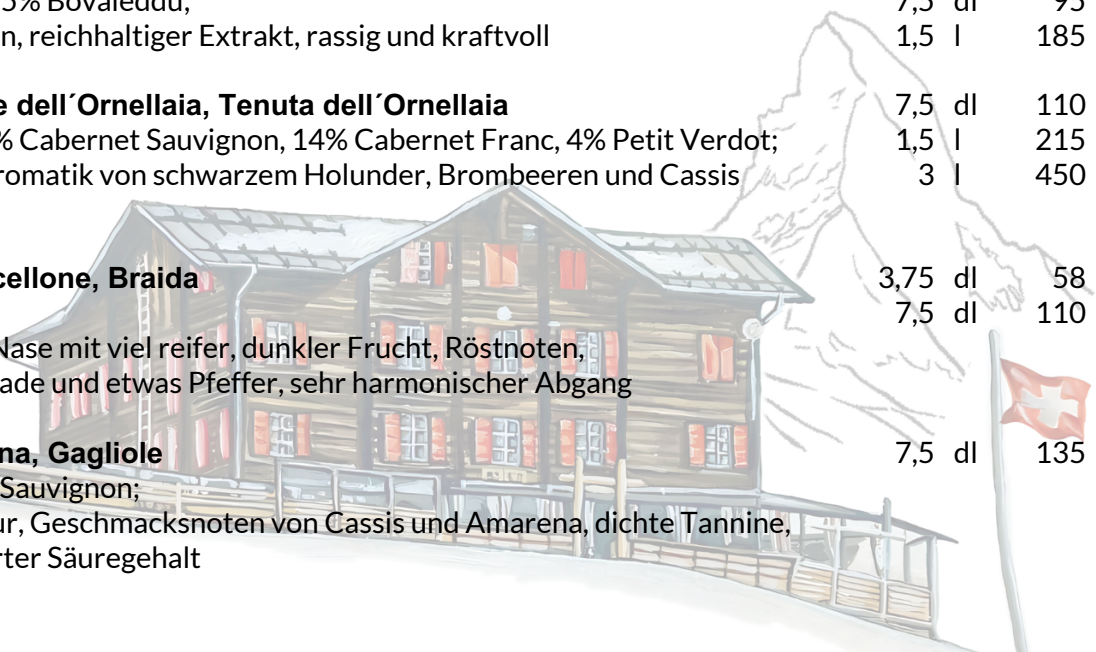 5% Bovaleddu, 7,5 dl 95
n, reichhaltiger Extrakt, rassig und kraftvoll 1,5 l 185
e dell´Ornellaia, Tenuta dell´Ornellaia 7,5 dl 110
% Cabernet Sauvignon, 14% Cabernet Franc, 4% Petit Verdot; 1,5 l 215
romatik von schwarzem Holunder, Brombeeren und Cassis 3 l 450
cellone, Braida 3,75 dl 58
7,5 dl 110
Nase mit viel reifer, dunkler Frucht, Röstnoten,
ade und etwas Pfeffer, sehr harmonischer Abgang
na, Gagliole 7,5 dl 135
Sauvignon;
ur, Geschmacksnoten von Cassis und Amarena, dichte Tannine,
rter Säuregehalt